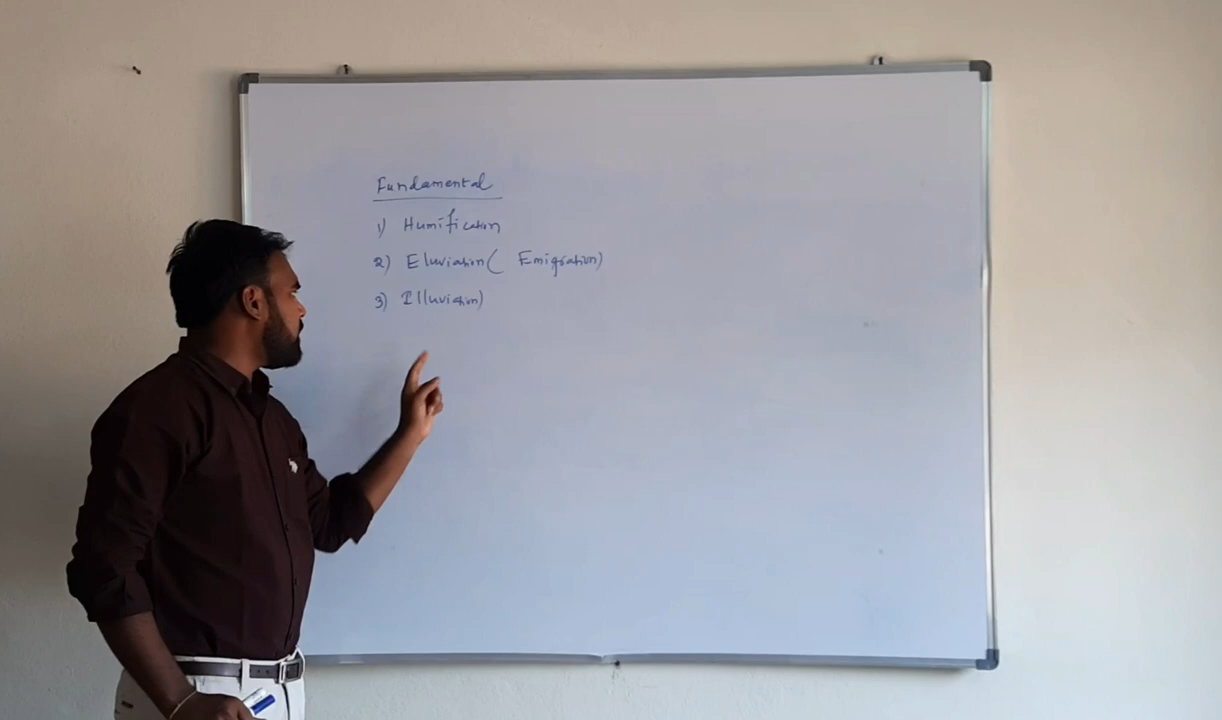 Fundamental
1) Humification
2) Eluviation ( Emigration)
3) Illuviation)